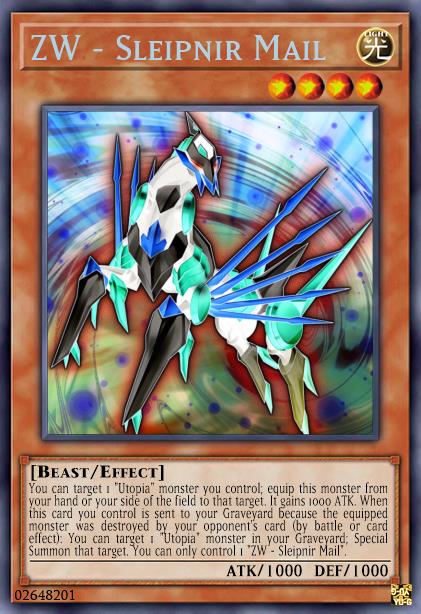 ZW - Sleipnir Mail
LIGHT
光
[Beast/Effect]
You can target 1 "Utopia" monster you control; equip this monster
from your hand or your side of the field to that target. It gains 1000 ATK. When
this card you control is sent to your Graveyard because the equipped
monster was destroyed by your opponent's card (by battle or card
effect): You can target 1 "Utopia" monster in your Graveyard; Special
Summon that target. You can only control 1 "ZW - Sleipnir Mail".
ATK/1000 DEF/1000
02648201